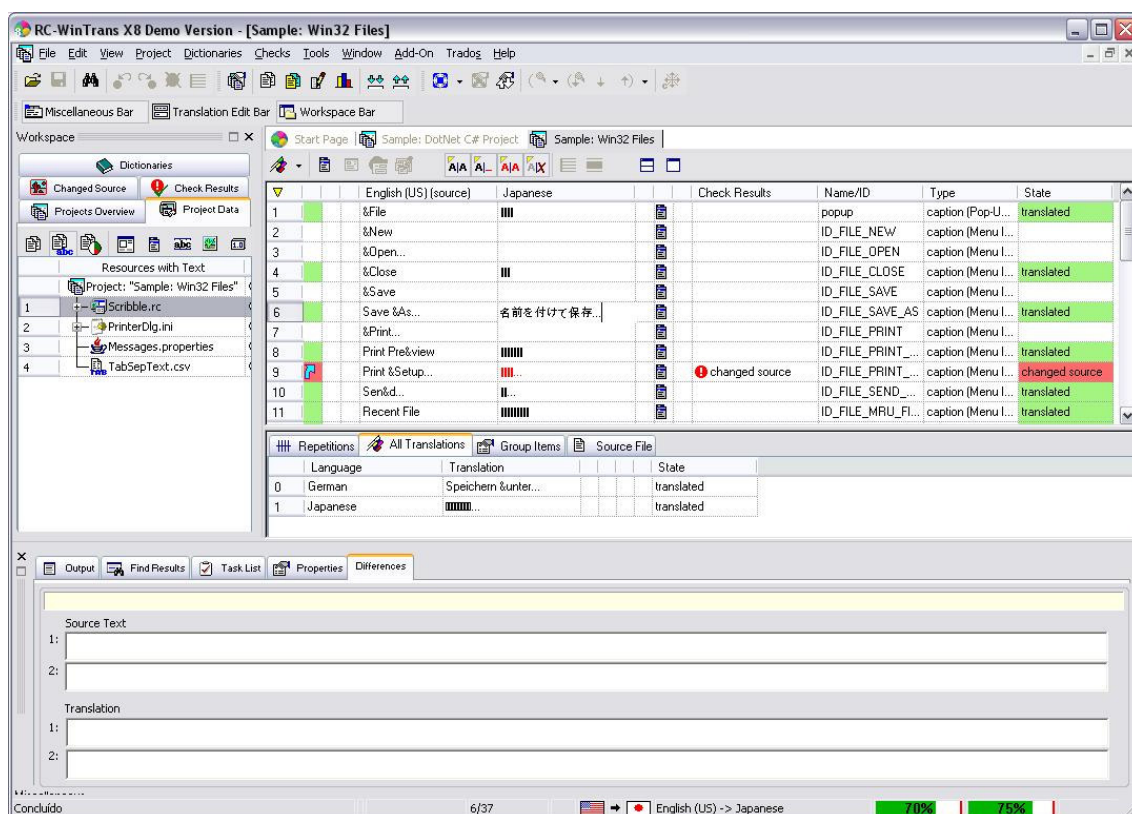 RC-WinTrans X8 Demo Version - [Sample: Win32 Files]
File Edit View Project Dictionaries Checks Tools Window Add-On Trados Help
Miscellaneous Bar Translation Edit Bar Workspace Bar
Workspace
Start Page Sample: DotNet C# Project Sample: Win32 Files
Dictionaries
Changed Source Check Results
Projects Overview Project Data
Resources with Text
Project: "Sample: Win32 Files"
1 Scribble.rc
2 PrinterDlg.ini
3 Messages.properties
4 TabSepText.csv
English (US) (source) Japanese Check Results Name/ID Type State
1 &File popup caption (Pop-U... translated
2 &New ID_FILE_NEW caption (Menu I...
3 &Open... ID_FILE_OPEN caption (Menu I...
4 &Close ID_FILE_CLOSE caption (Menu I... translated
5 &Save ID_FILE_SAVE caption (Menu I...
6 Save &As... 名前を付けて保存... ID_FILE_SAVE_AS caption (Menu I... translated
7 &Print... ID_FILE_PRINT caption (Menu I...
8 Print Pre&view ID_FILE_PRINT_... caption (Menu I... translated
9 Print &Setup... ... changed source ID_FILE_PRINT_... caption (Menu I... changed source
10 Sen&d... ... ID_FILE_SEND_... caption (Menu I... translated
11 Recent File ID_FILE_MRU_FI... caption (Menu I... translated
Repetitions All Translations Group Items Source File
Language Translation State
0 German Speichern &unter... translated
1 Japanese ... translated
Output Find Results Task List Properties Differences
Source Text
1:
2:
Translation
1:
2:
Concluído 6/37 English (US) -> Japanese 70% 75%